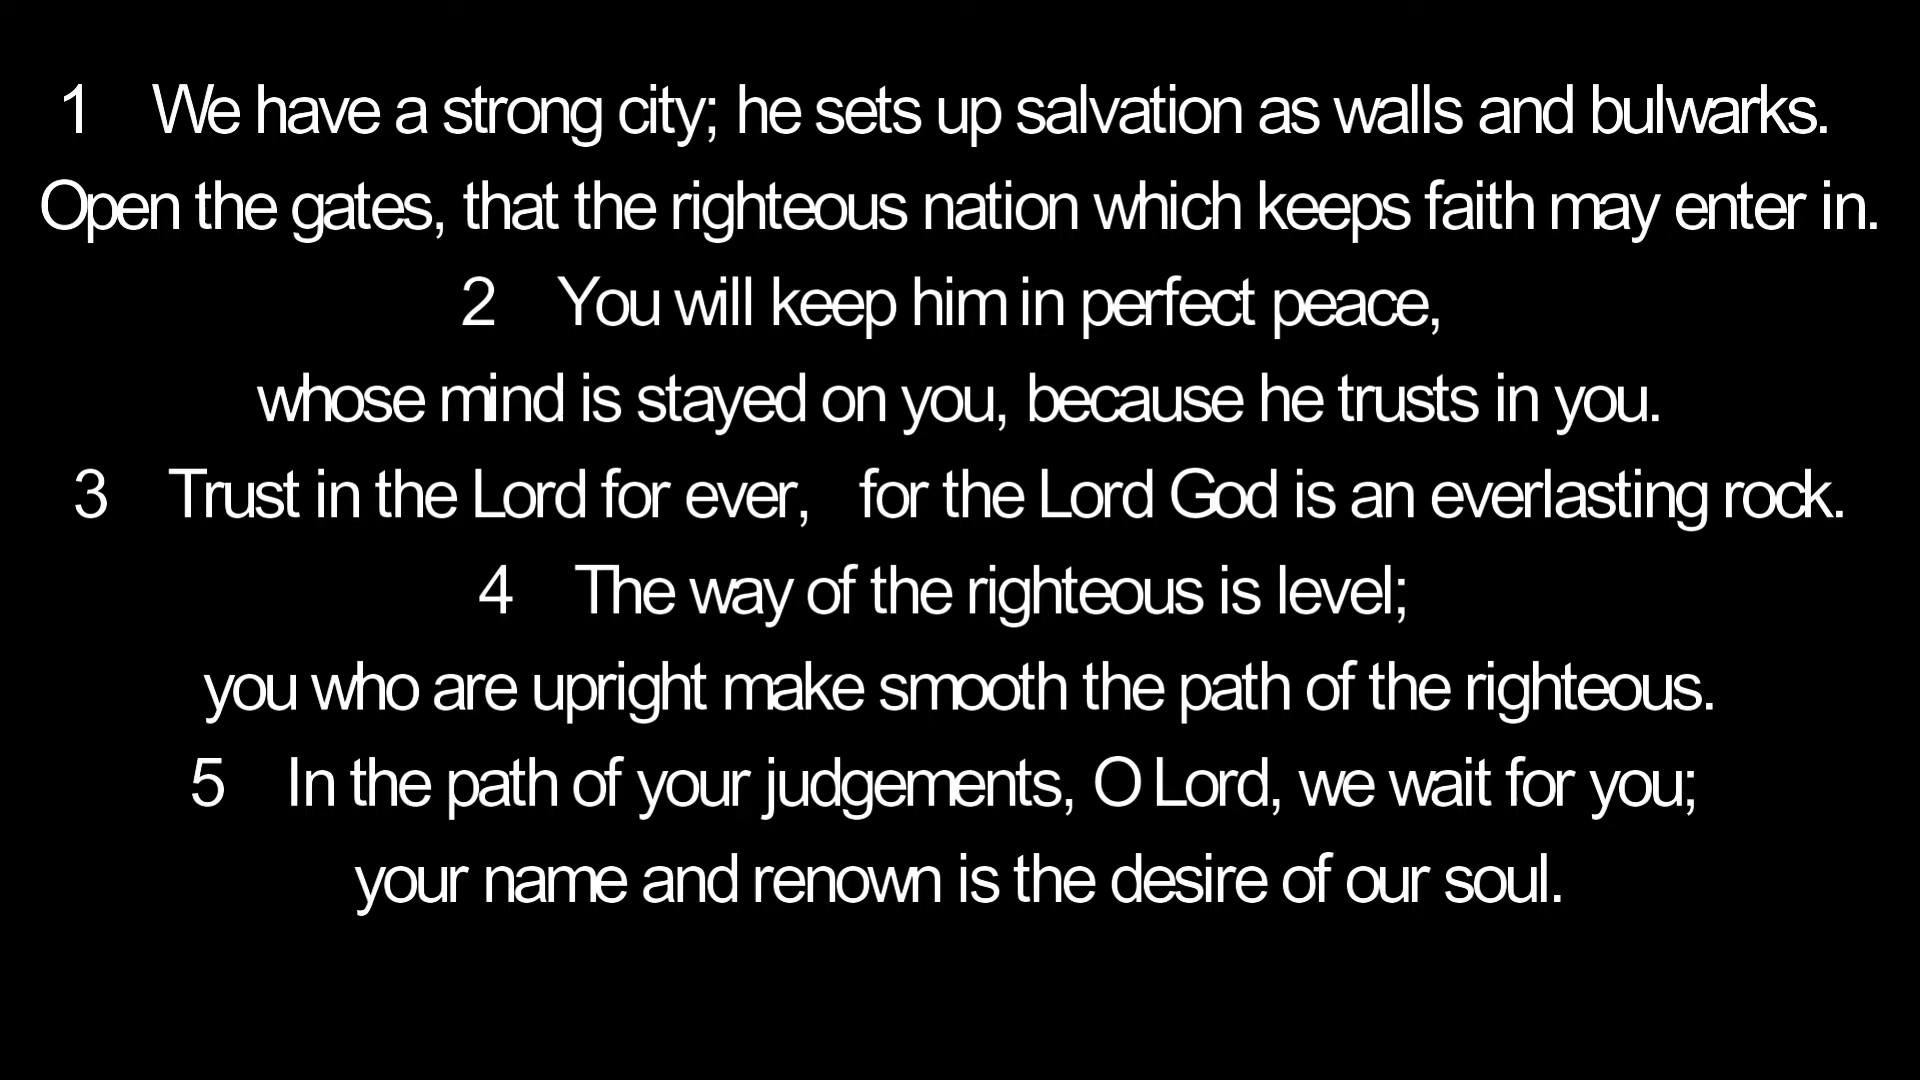 1 We have a strong city; he sets up salvation as walls and bulwarks.
Open the gates, that the righteous nation which keeps faith may enter in.
2 You will keep him in perfect peace,
whose mind is stayed on you, because he trusts in you.
3 Trust in the Lord for ever, for the Lord God is an everlasting rock.
4 The way of the righteous is level;
you who are upright make smooth the path of the righteous.
5 In the path of your judgements, O Lord, we wait for you;
your name and renown is the desire of our soul.